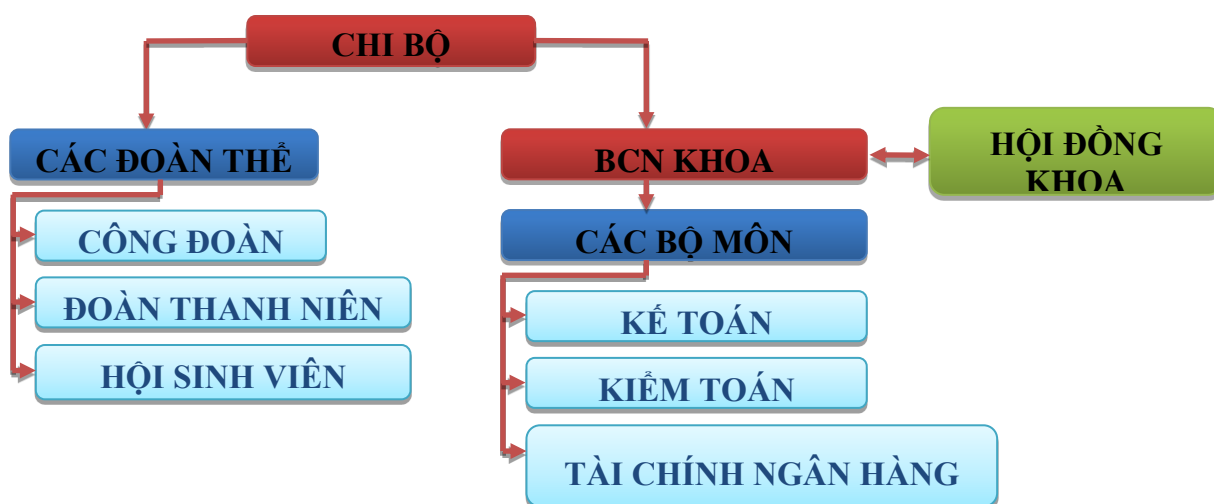 CHI BỘ
CÁC ĐOÀN THỂ
BCN KHOA
HỘI ĐỒNG
KHOA
CÔNG ĐOÀN
ĐOÀN THANH NIÊN
HỘI SINH VIÊN
CÁC BỘ MÔN
KẾ TOÁN
KIỂM TOÁN
TÀI CHÍNH NGÂN HÀNG